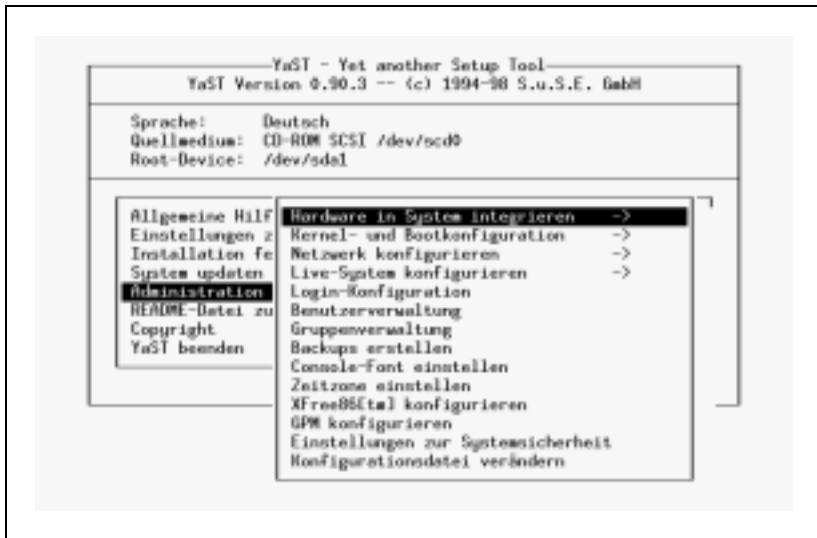 YaST - Yet another Setup Tool
YaST Version 0.90.3 -- (c) 1994-98 S.u.S.E. GmbH
Sprache: Deutsch
Quellmedium: CD-ROM SCSI /dev/scd0
Root-Device: /dev/sda1
Allgemeine Hilf
Einstellungen z
Installation fe
System updaten
Administration
README-Datei zu
Copyright
YaST beenden
Hardware in System integrieren ->
Kernel- und Bootkonfiguration ->
Netzwerk konfigurieren ->
Live-System konfigurieren ->
Login-Konfiguration
Benutzerverwaltung
Gruppenverwaltung
Backups erstellen
Console-Font einstellen
Zeitzone einstellen
XFree86[tm] konfigurieren
GPM konfigurieren
Einstellungen zur Systemsicherheit
Konfigurationsdatei verändern